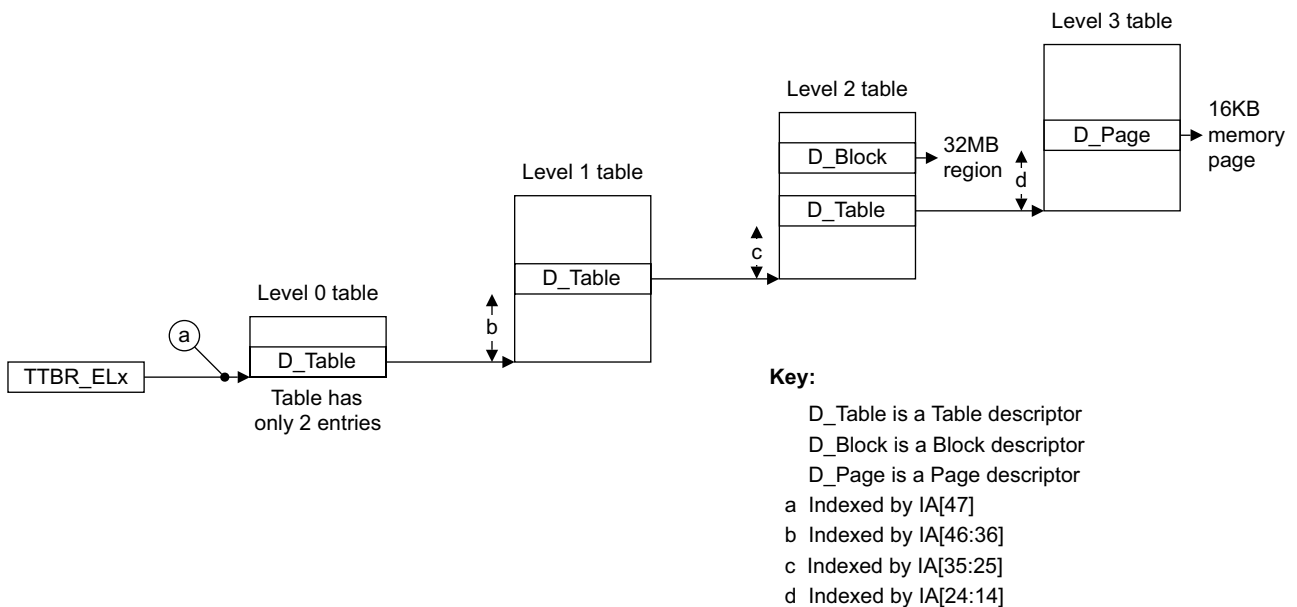 Level 3 table
Level 2 table
16KB
memory
page
D_Page
D_Block
32MB
region
d
Level 1 table
D_Table
c
D_Table
Level 0 table
b
a
D_Table
TTBR_ELx
Table has
only 2 entries
Key:
D_Table is a Table descriptor
D_Block is a Block descriptor
D_Page is a Page descriptor
a Indexed by IA[47]
b Indexed by IA[46:36]
c Indexed by IA[35:25]
d Indexed by IA[24:14]